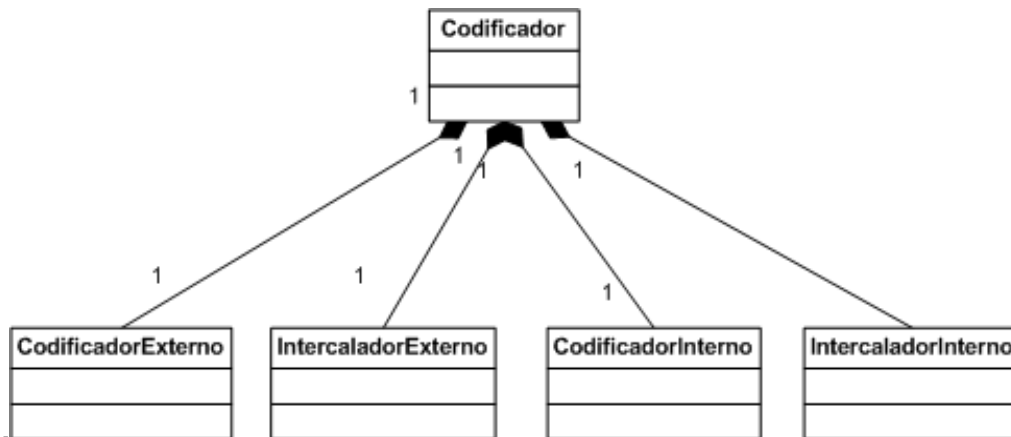 Codificador
1
1
1
1
1
1
1
CodificadorExterno
IntercaladorExterno
CodificadorInterno
IntercaladorInterno